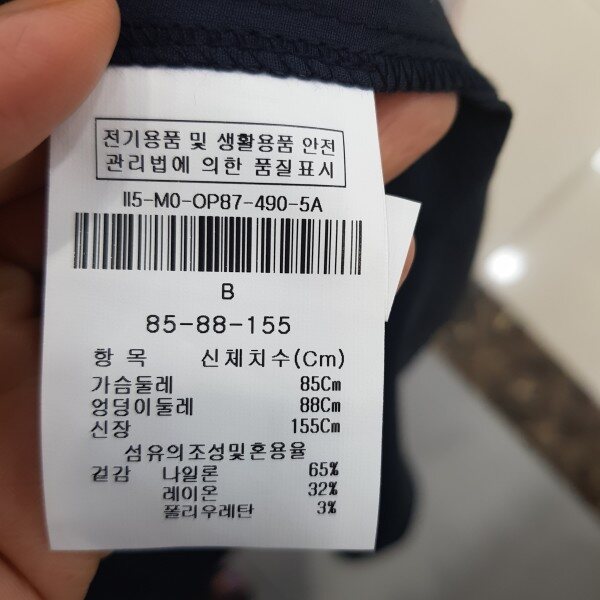 전기용품 및 생활용품 안전
관리법에 의한 품질표시
II5-M0-OP87-490-5A
B
85-88-155
항 목 신체치수(Cm)
가슴둘레 85Cm
엉덩이둘레 88Cm
신장 155Cm
섬유의조성및혼용율
겉감 나일론 65%
레이온 32%
폴리우레탄 3%